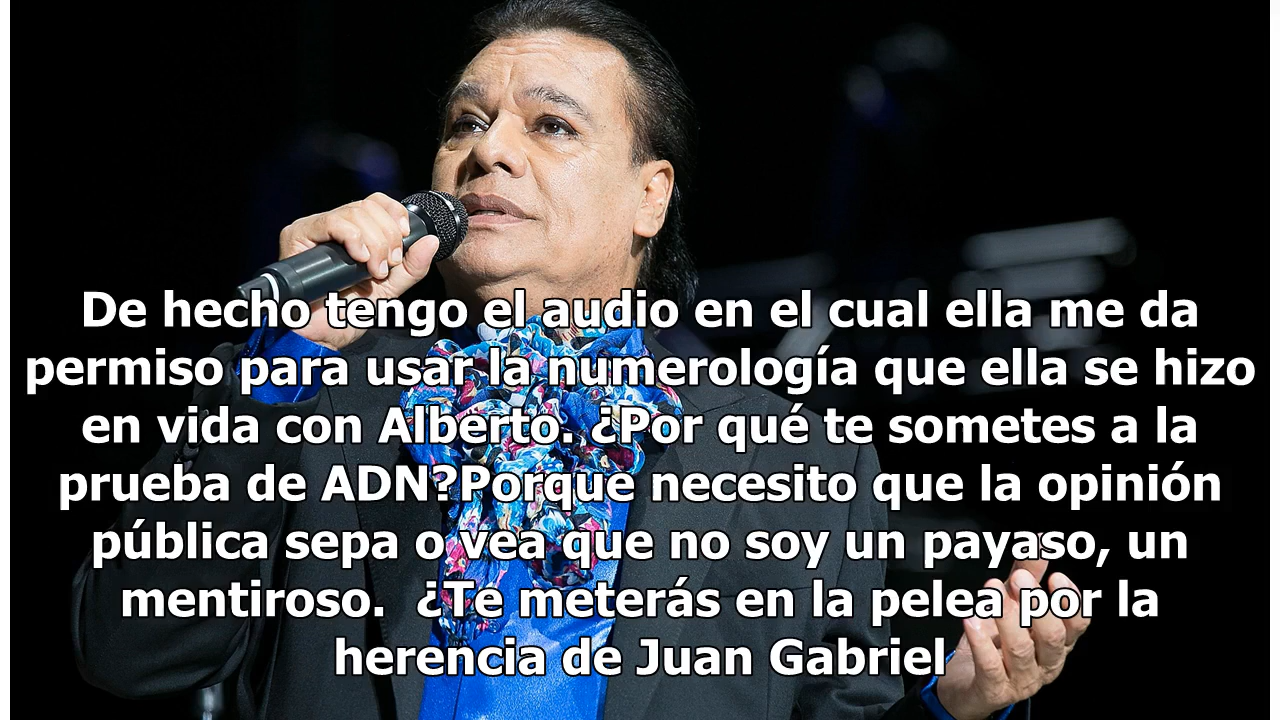 De hecho tengo el audio en el cual ella me da
permiso para usar la numerología que ella se hizo
en vida con Alberto. ¿Por qué te sometes a la
prueba de ADN?Porque necesito que la opinión
pública sepa o vea que no soy un payaso, un
mentiroso.  ¿Te meterás en la pelea por la
herencia de Juan Gabriel